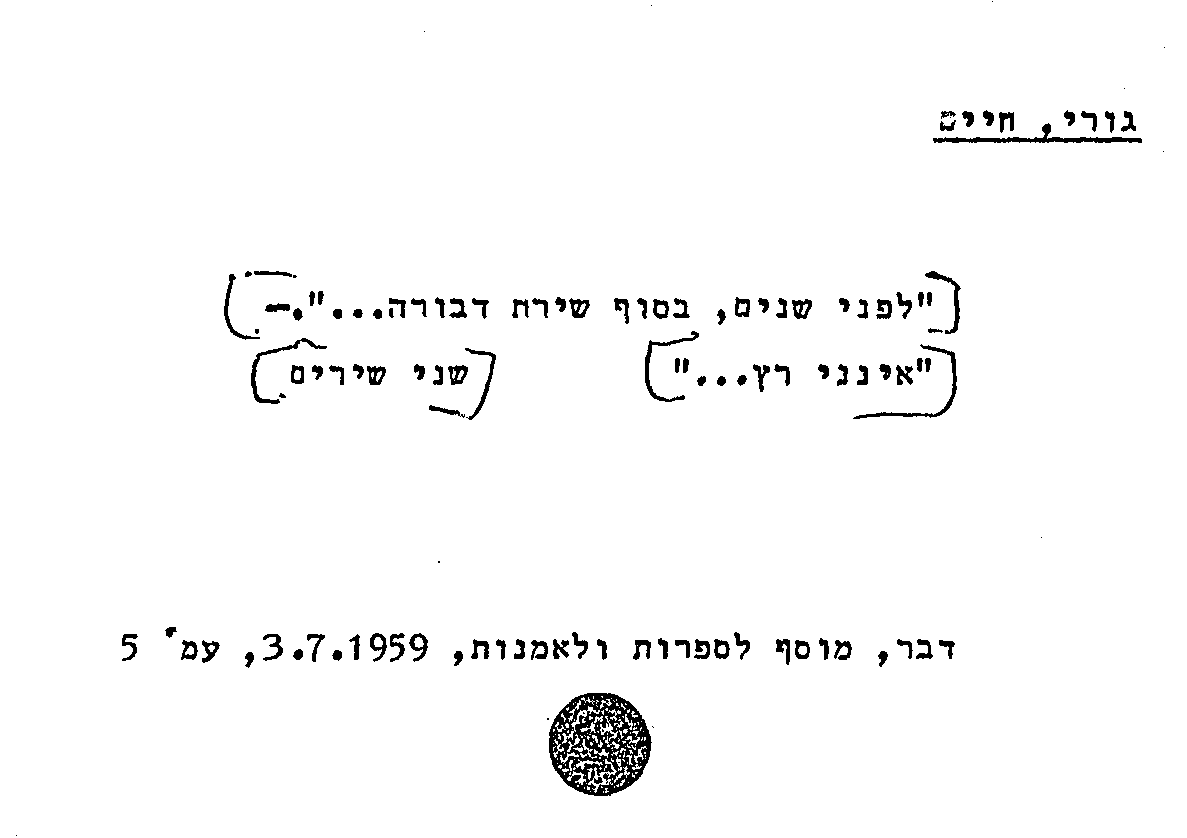 גורי, חיים
["לפני שנים, בסוף שירת דבורה...".-]
["אינני רץ..."] [שני שירים]
דבר, מוסף לספרות ולאמנות, 3.7.1959, עמ' 5